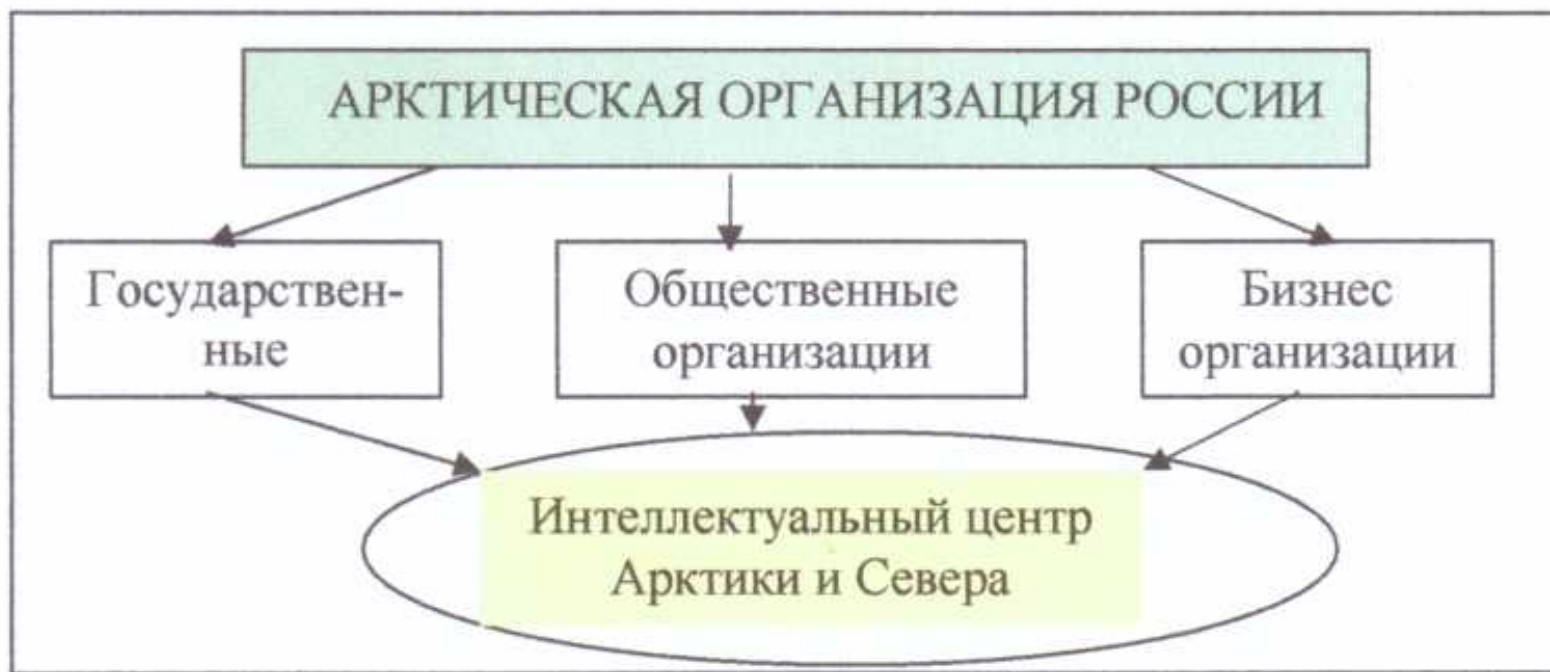 АРКТИЧЕСКАЯ ОРГАНИЗАЦИЯ РОССИИ
Государствен-
ные
Общественные
организации
Бизнес
организации
Интеллектуальный центр
Арктики и Севера